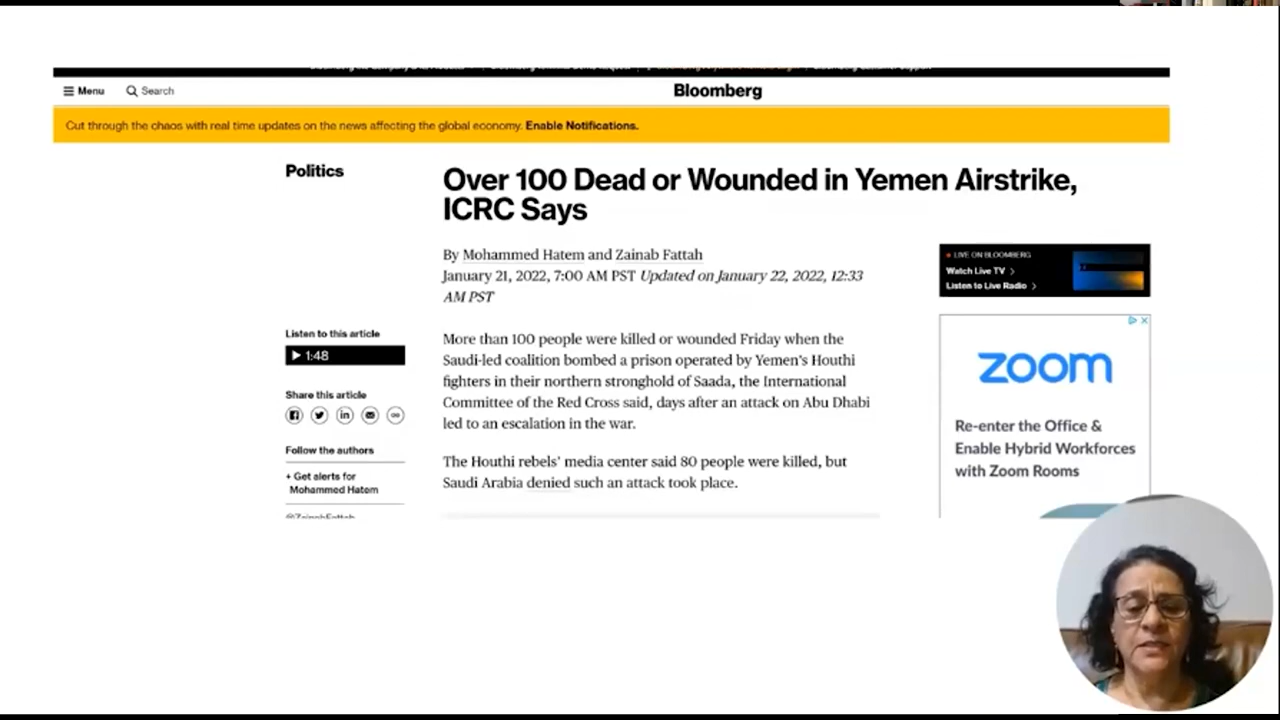 Menu
Search
Bloomberg
Cut through the chaos with real time updates on the news affecting the global economy. Enable Notifications.
Politics
Over 100 Dead or Wounded in Yemen Airstrike,
ICRC Says
By Mohammed Hatem and Zainab Fattah
January 21, 2022, 7:00 AM PST Updated on January 22, 2022, 12:33
AM PST
Listen to this article
1:48
Share this article
Follow the authors
+ Get alerts for
Mohammed Hatem
@ZainabFattah
More than 100 people were killed or wounded Friday when the
Saudi-led coalition bombed a prison operated by Yemen's Houthi
fighters in their northern stronghold of Saada, the International
Committee of the Red Cross said, days after an attack on Abu Dhabi
led to an escalation in the war.
The Houthi rebels' media center said 80 people were killed, but
Saudi Arabia denied such an attack took place.
LIVE ON BLOOMBERG
Watch Live TV
Listen to Live Radio
zoom
Re-enter the Office &
Enable Hybrid Workforces
with Zoom Rooms